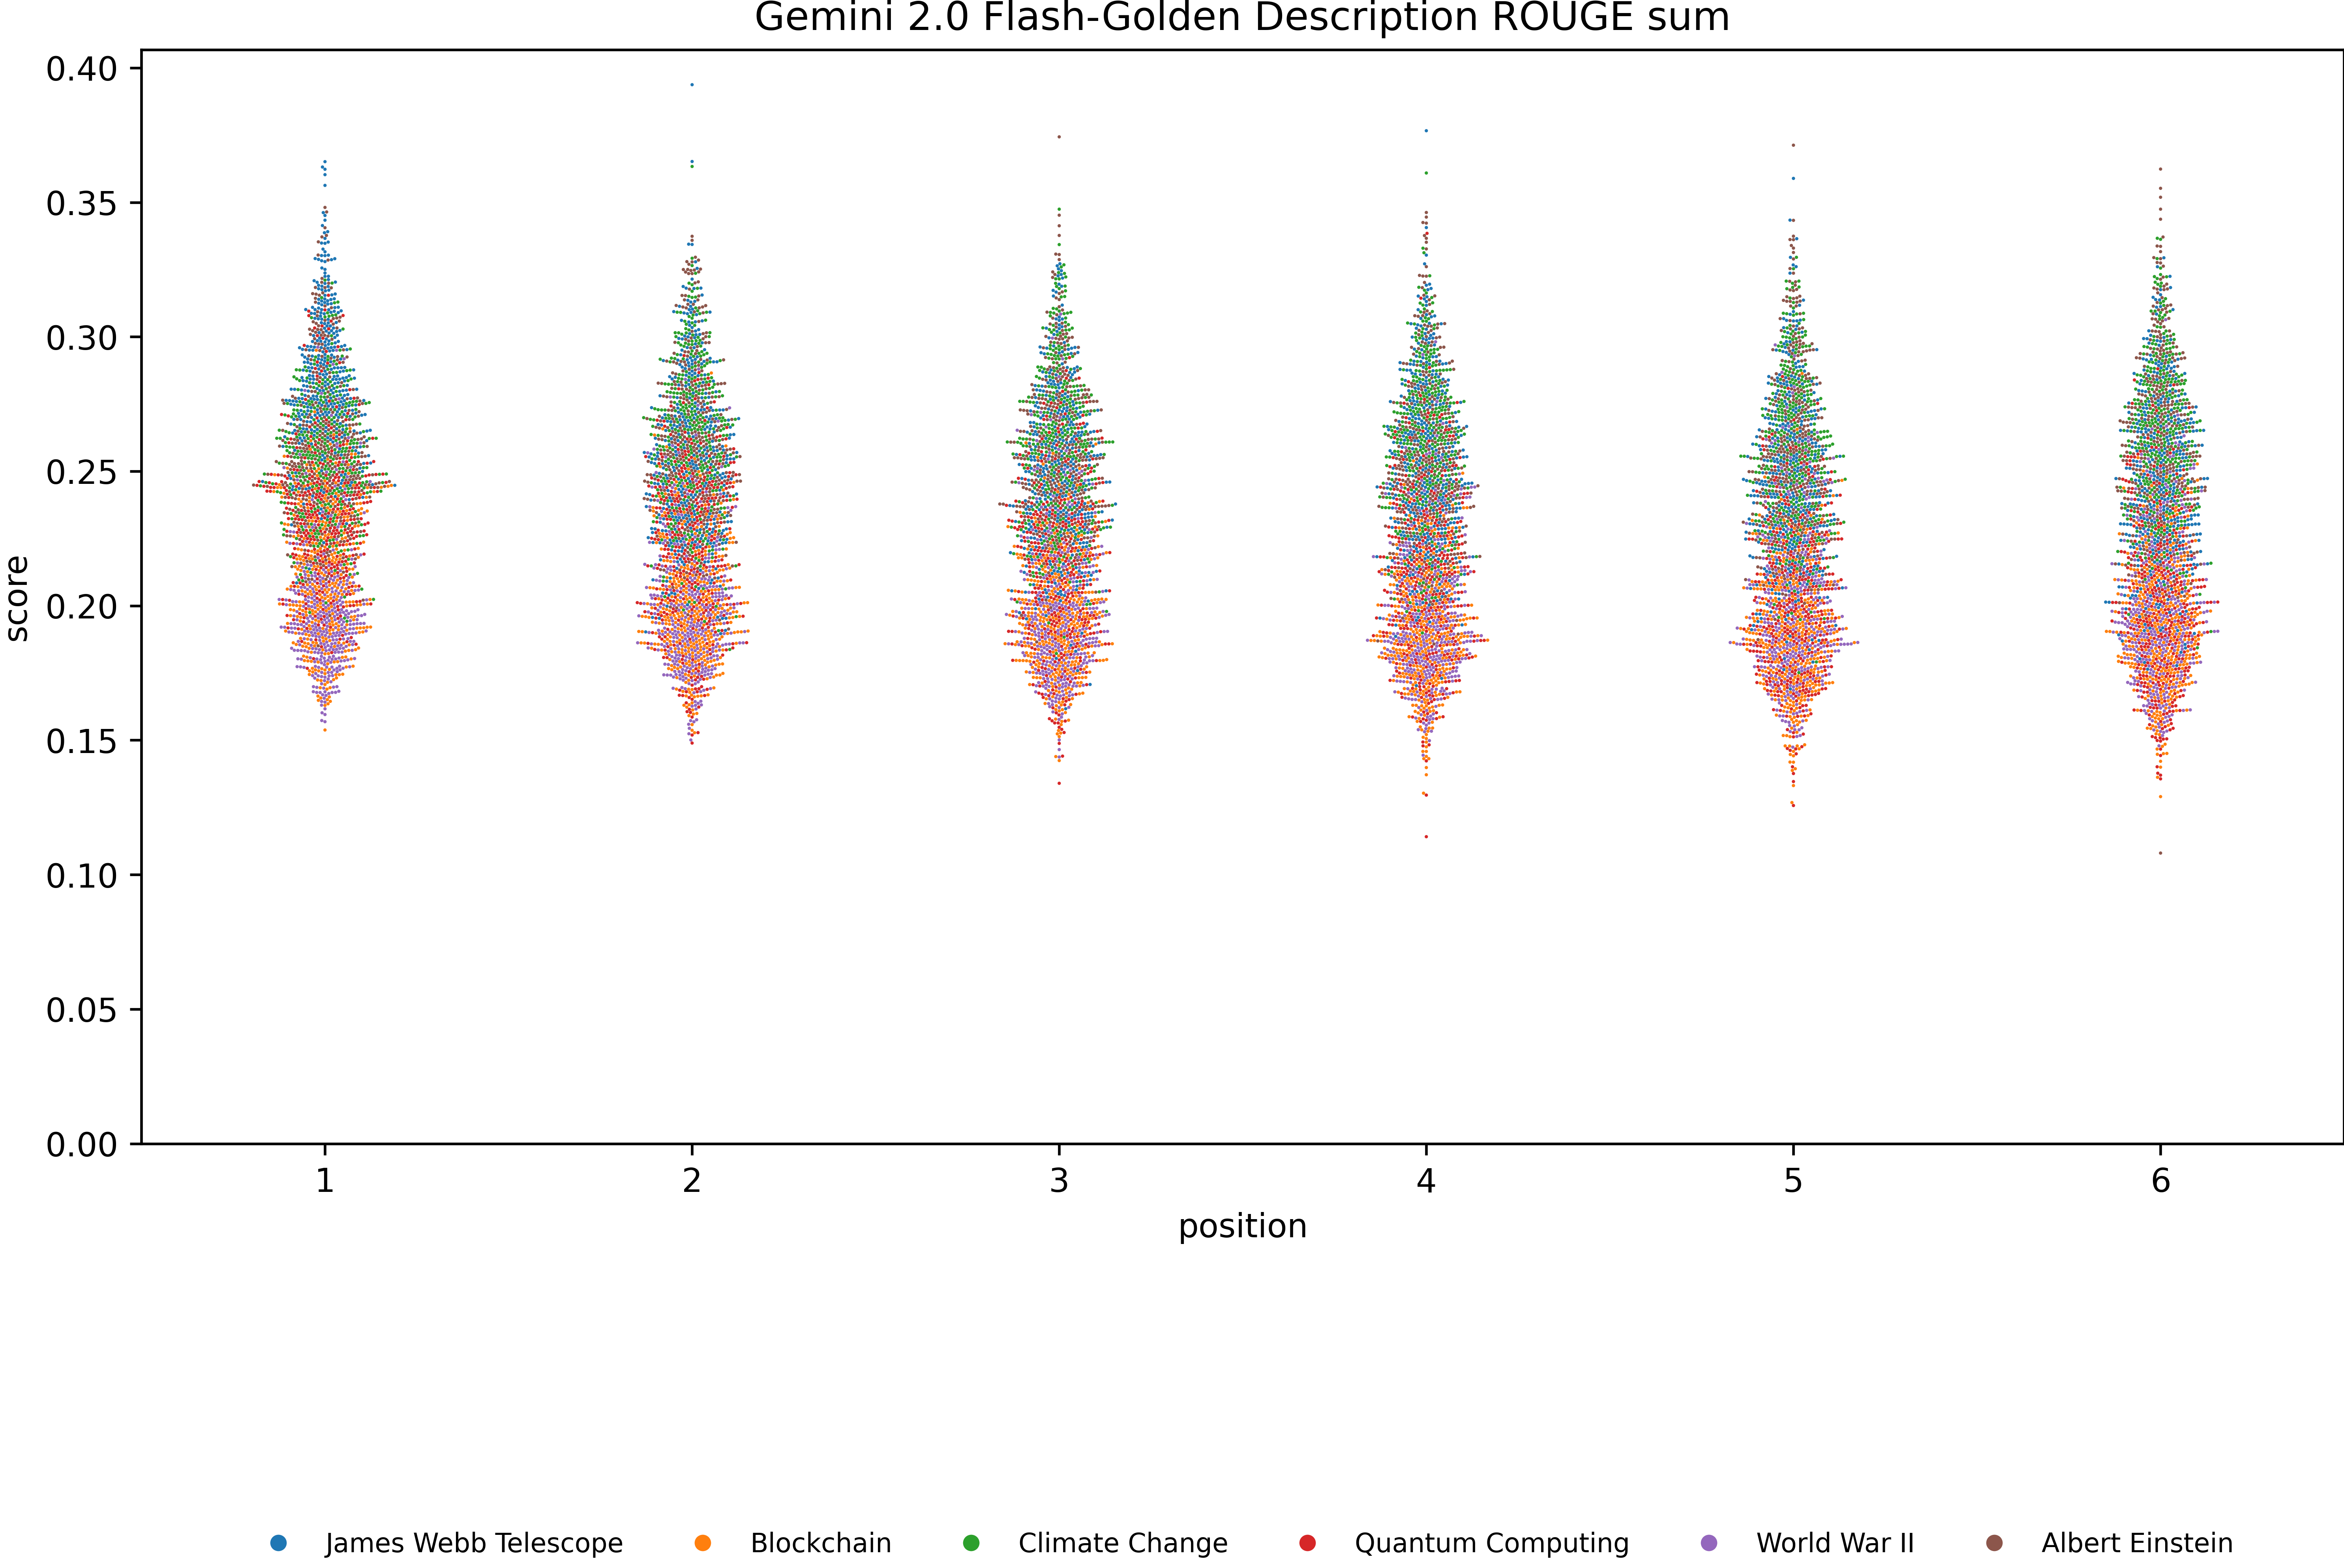 Gemini 2.0 Flash-Golden Description ROUGE sum
0.40
0.35
0.30
0.25
0.20
0.15
0.10
0.05
0.00
score
1 2 3 4 5 6
position
James Webb Telescope Blockchain Climate Change Quantum Computing World War II Albert Einstein